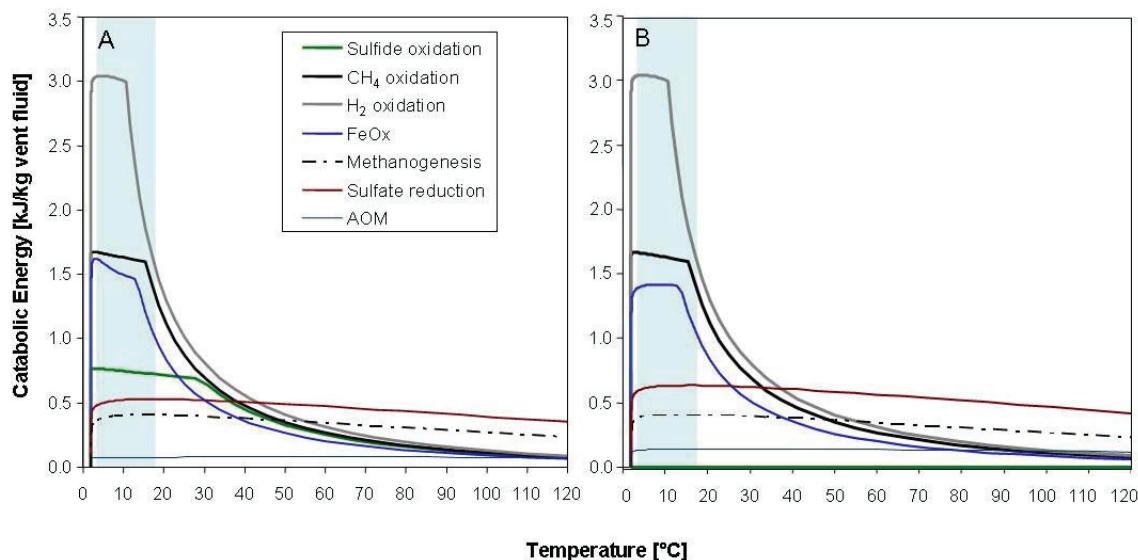 3.5
3.0
2.5
2.0
1.5
1.0
0.5
0.0
Catabolic Energy [kJ/kg vent fluid]
A
Sulfide oxidation
CH4 oxidation
H2 oxidation
FeOx
Methanogenesis
Sulfate reduction
AOM
0 10 20 30 40 50 60 70 80 90 100 110 120
3.5
3.0
2.5
2.0
1.5
1.0
0.5
0.0
B
0 10 20 30 40 50 60 70 80 90 100 110 120
Temperature [°C]